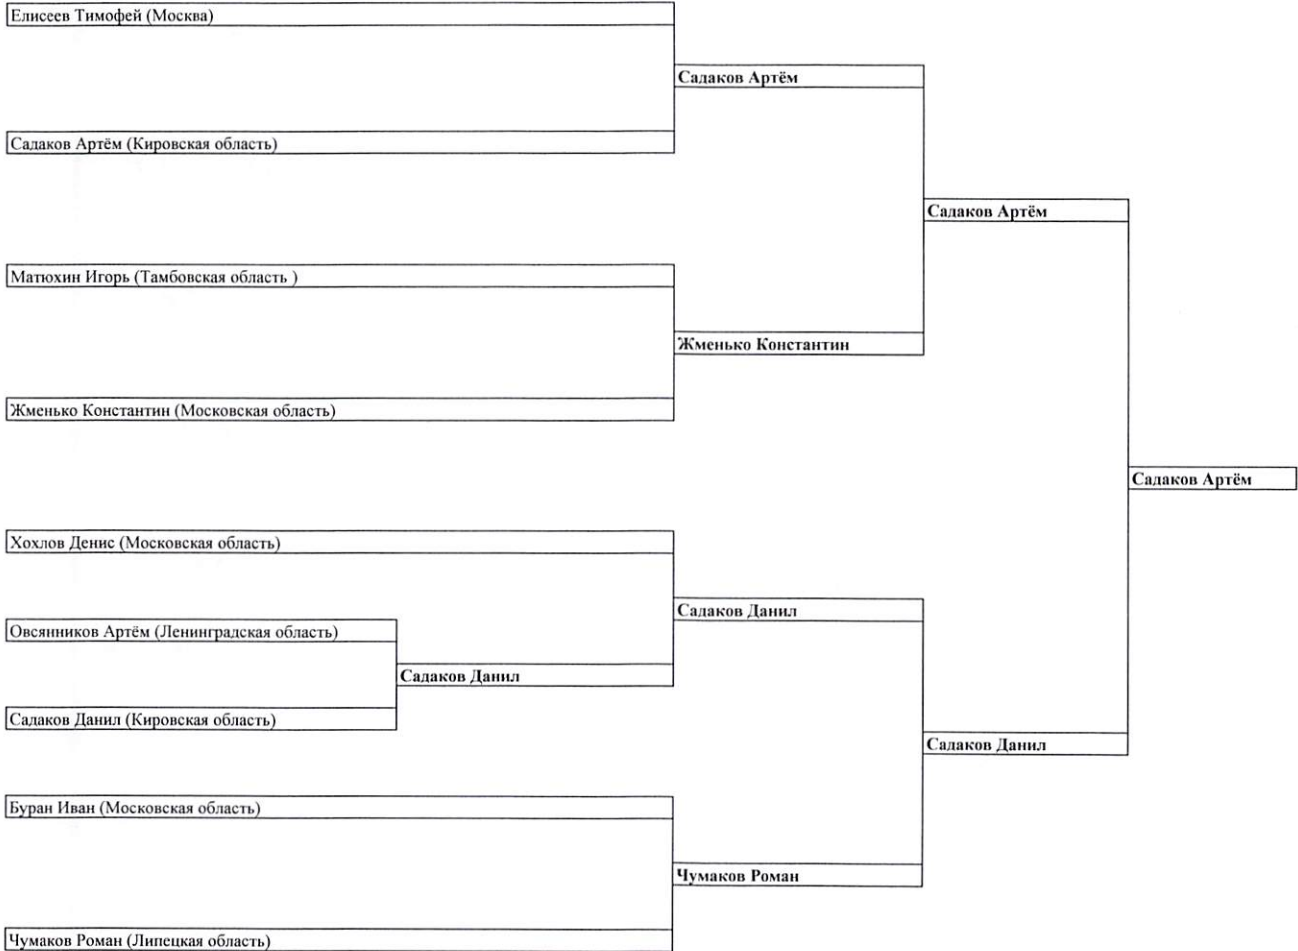 Елисеев Тимофей (Москва)
Садаков Артём
Садаков Артём (Кировская область)
Садаков Артём
Матюхин Игорь (Тамбовская область )
Жменько Константин
Жменько Константин (Московская область)
Садаков Артём
Хохлов Денис (Московская область)
Садаков Данил
Овсянников Артём (Ленинградская область)
Садаков Данил
Садаков Данил (Кировская область)
Садаков Данил
Буран Иван (Московская область)
Чумаков Роман
Чумаков Роман (Липецкая область)